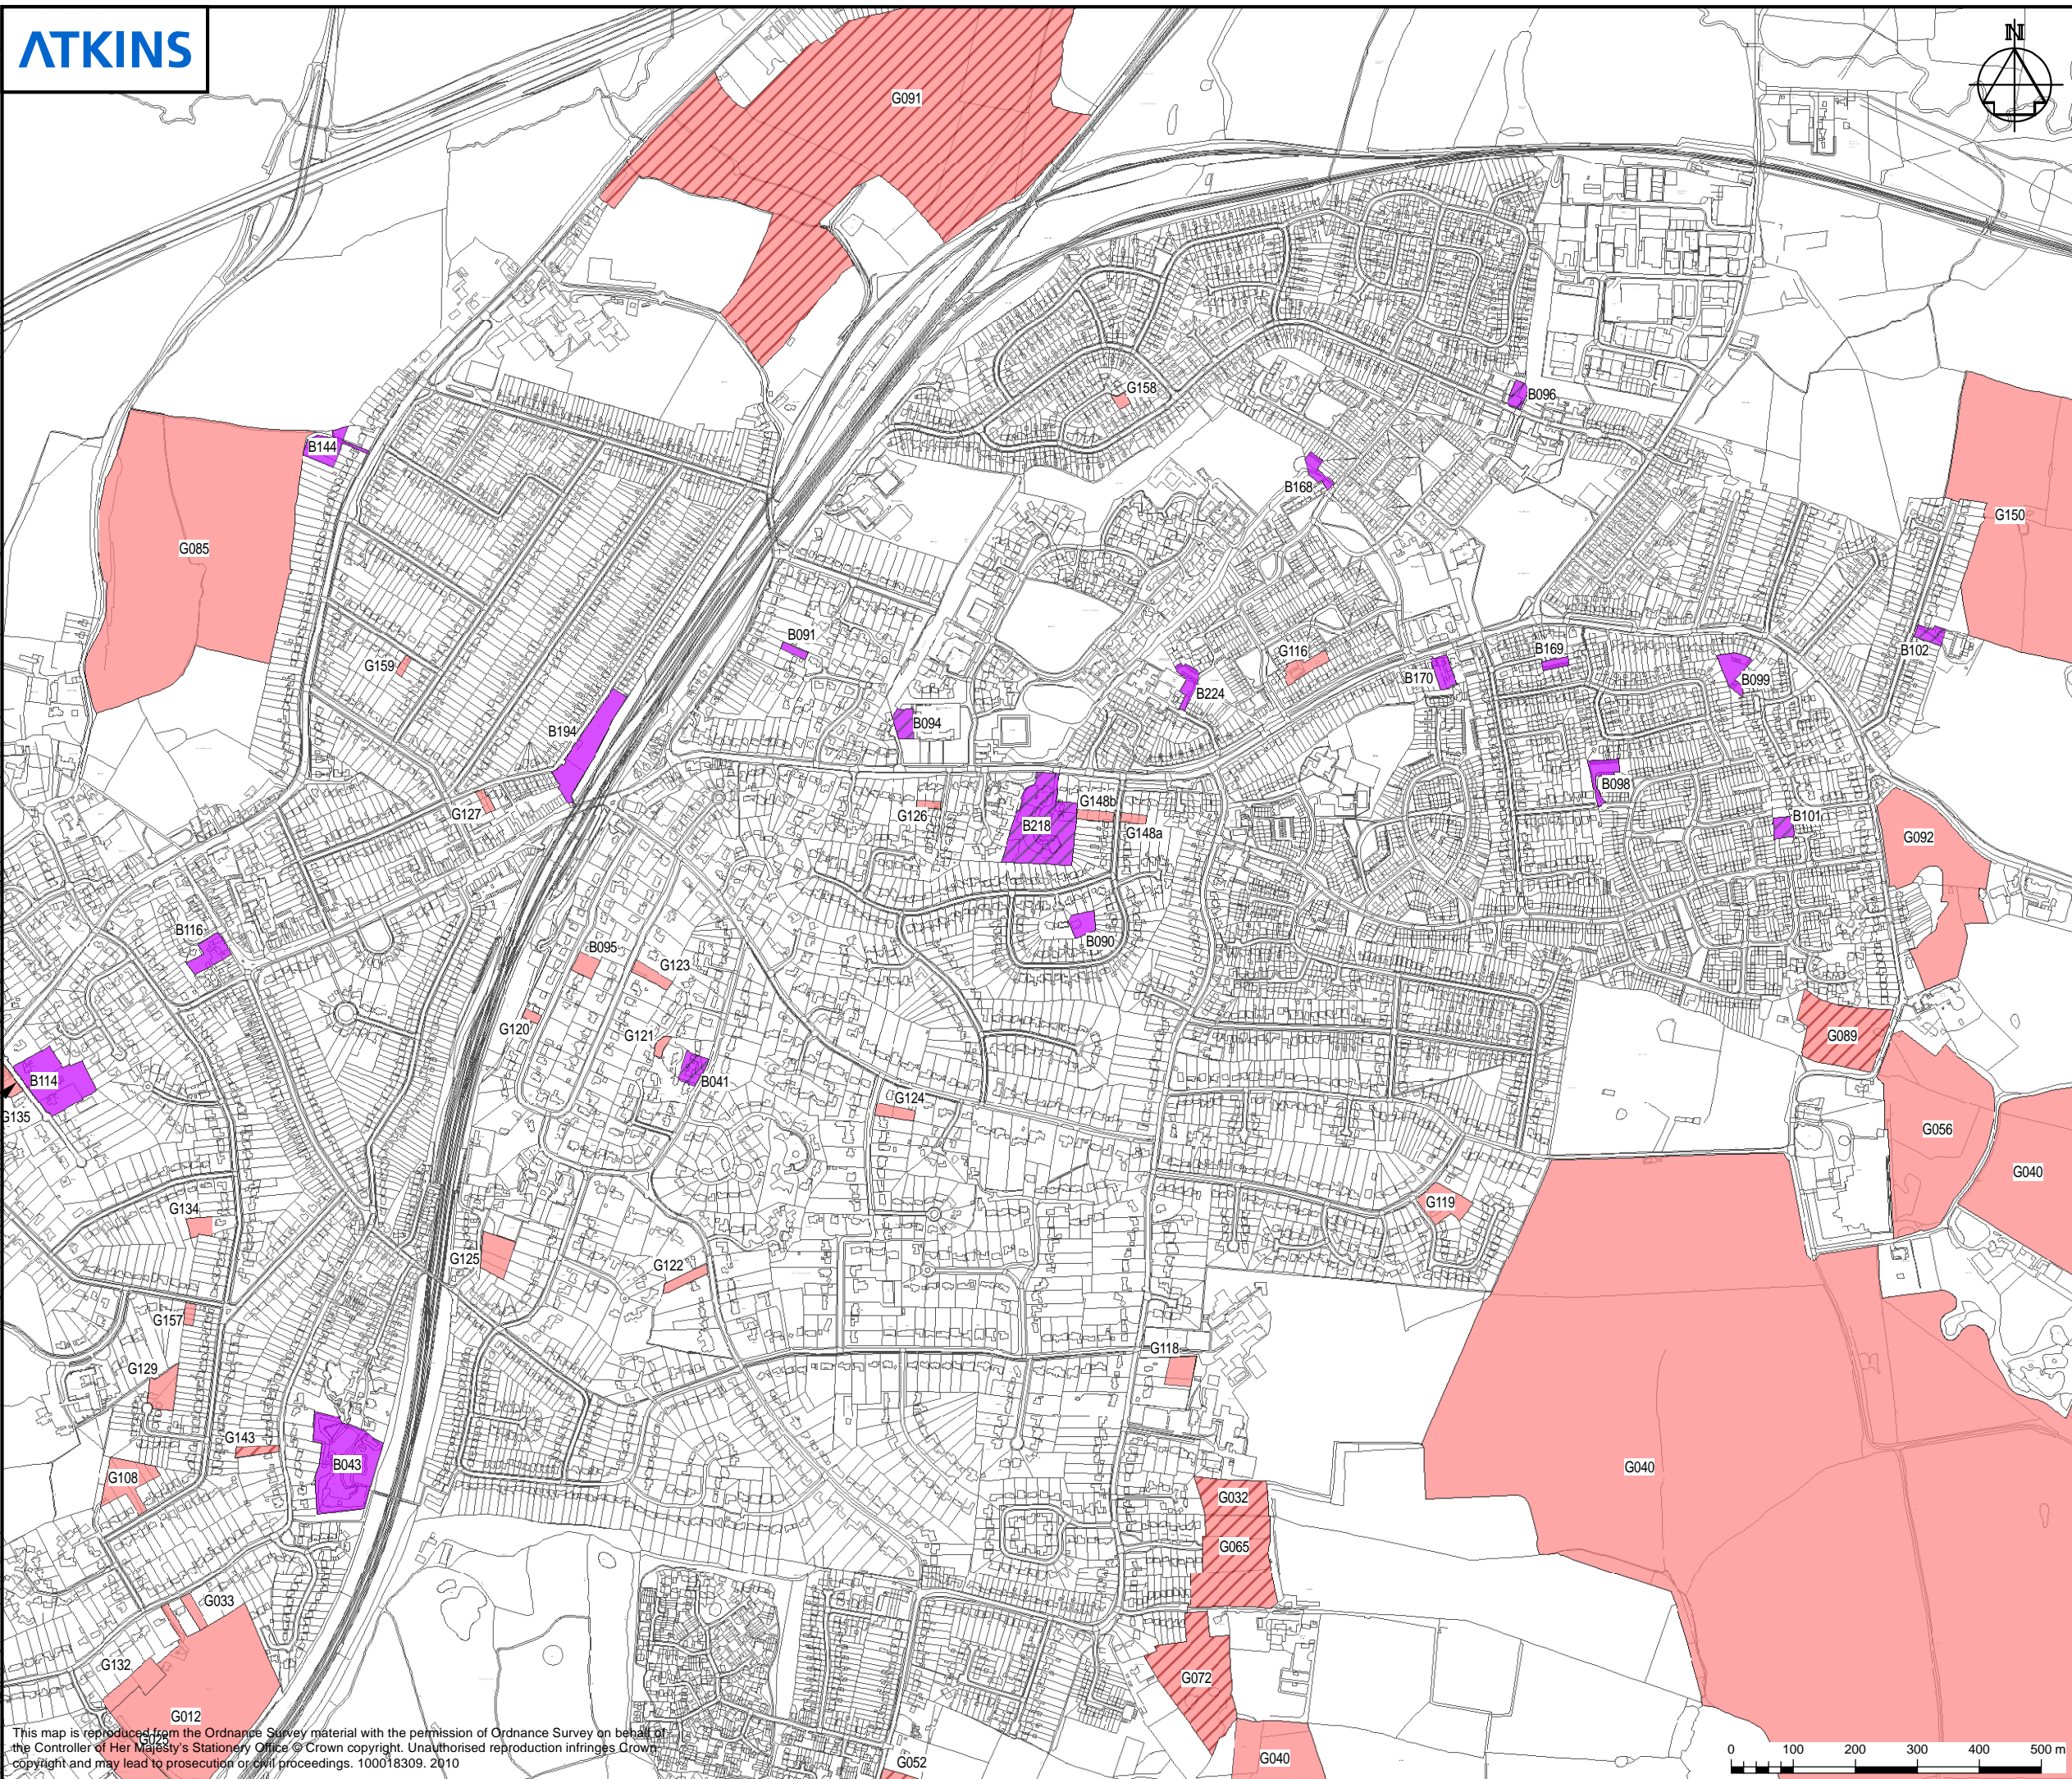 ATKINS
N
G091
G158
B096
B144
B168
G085
G150
B091
G159
G116
B169
B102
B170
B099
B224
B094
B194
B098
G127
G126
G148b
B218
G148a
B101
G092
B116
B095
B090
G123
G120
G121
G089
B114
B041
G135
G124
G056
G040
G134
G119
G125
G122
G157
G118
G129
G143
B043
G108
G040
G032
G065
G033
G132
G072
G012
G025
G040
G052
This map is reproduced from the Ordnance Survey material with the permission of Ordnance Survey on behalf of
the Controller of Her Majesty's Stationery Office © Crown copyright. Unauthorised reproduction infringes Crown
copyright and may lead to prosecution or civil proceedings. 100018309. 2010
0 100 200 300 400 500 m